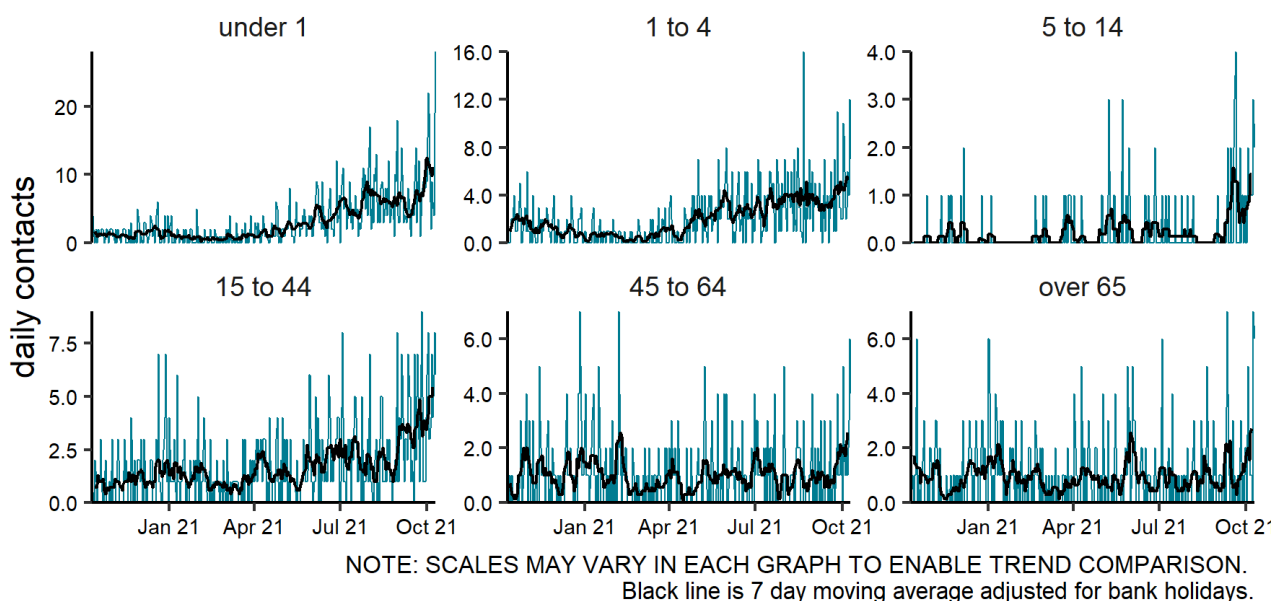 under 1
1 to 4
5 to 14
20
10
0
16.0
12.0
8.0
4.0
0.0
4.0
3.0
2.0
1.0
0.0
daily contacts
15 to 44
45 to 64
over 65
7.5
5.0
2.5
0.0
6.0
4.0
2.0
0.0
6.0
4.0
2.0
0.0
Jan 21 Apr 21 Jul 21 Oct 21
Jan 21 Apr 21 Jul 21 Oct 21
Jan 21 Apr 21 Jul 21 Oct 21
NOTE: SCALES MAY VARY IN EACH GRAPH TO ENABLE TREND COMPARISON.
Black line is 7 day moving average adjusted for bank holidays.